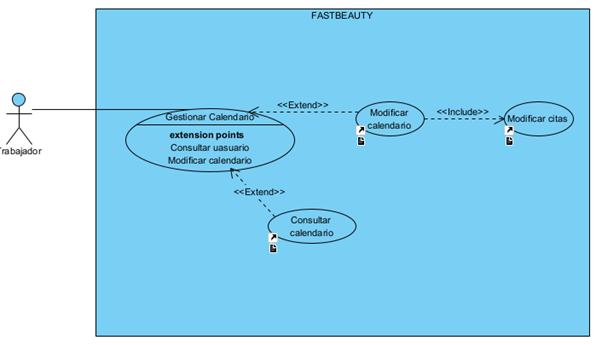 FASTBEAUTY
Gestionar Calendario
extension points
Consultar uasuario
Modificar calendario
<<Extend>>
Modificar
calendario
<<Include>>
Modificar citas
Trabajador
<<Extend>>
Consultar
calendario